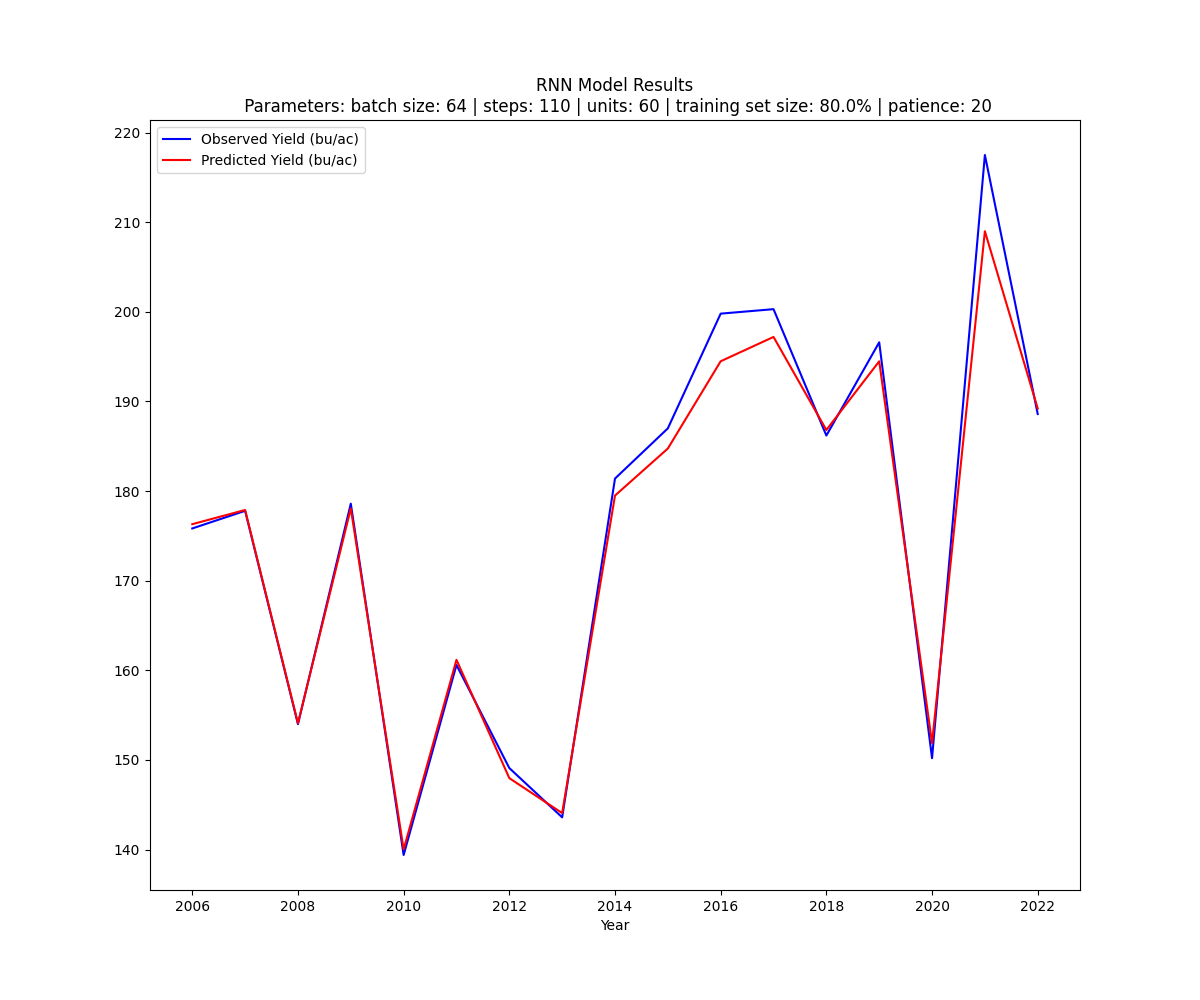 RNN Model Results
Parameters: batch size: 64 | steps: 110 | units: 60 | training set size: 80.0% | patience: 20
Observed Yield (bu/ac)
Predicted Yield (bu/ac)
220
210
200
190
180
170
160
150
140
2006 2008 2010 2012 2014 2016 2018 2020 2022
Year